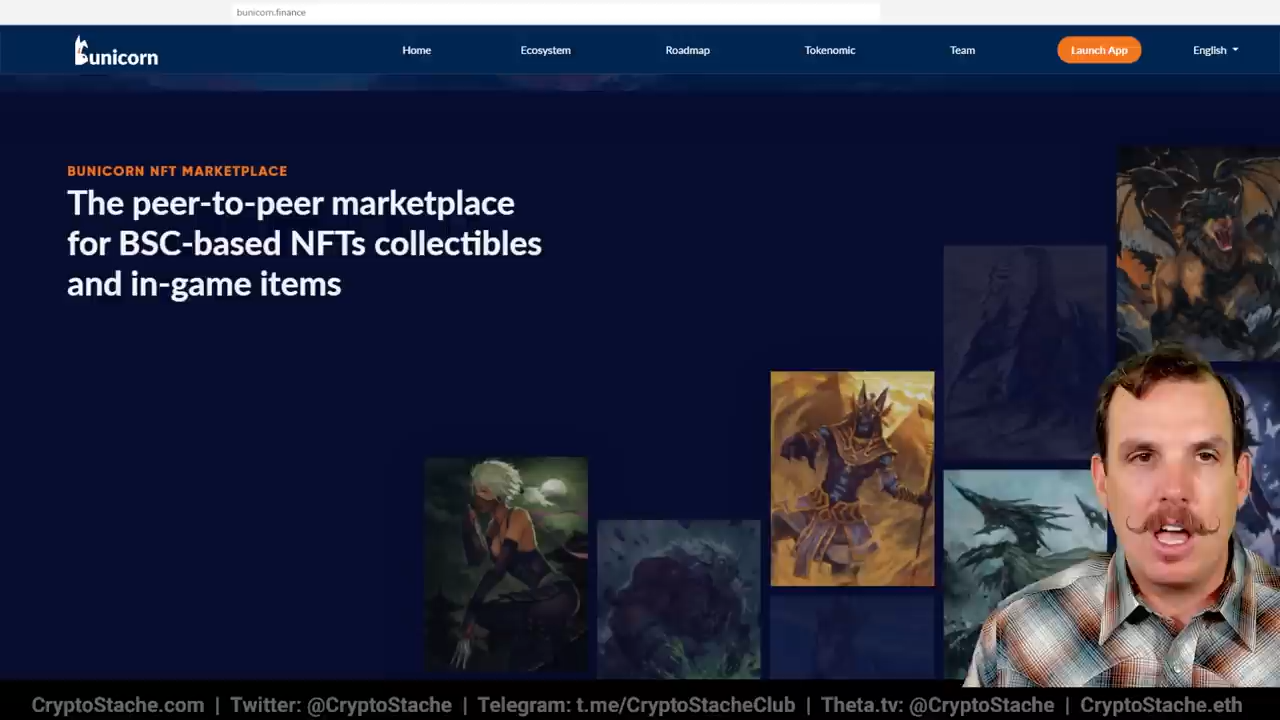 bunicorn.finance
bunicorn
Home
Ecosystem
Roadmap
Tokenomic
Team
Launch App
English
BUNICORN NFT MARKETPLACE
The peer-to-peer marketplace
for BSC-based NFTs collectibles
and in-game items
CryptoStache.com | Twitter: @CryptoStache | Telegram: t.me/CryptoStacheClub | Theta.tv: @CryptoStache | CryptoStache.eth